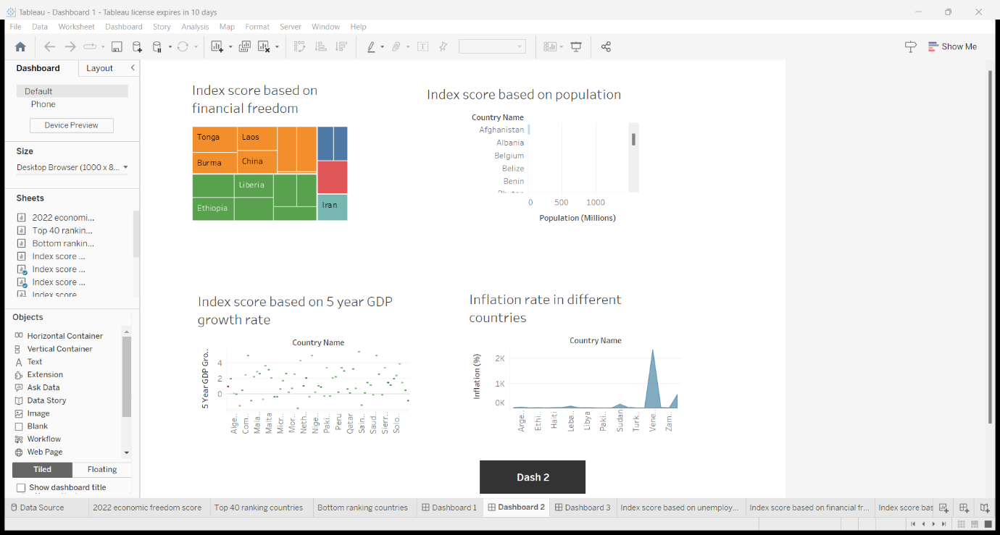 Tableau - Dashboard 1 - Tableau license expires in 10 days
File Data Worksheet Dashboard Story Analysis Map Format Server Window Help
Show Me
Dashboard Layout
Default
Phone
Device Preview
Size
Desktop Browser (1000 x 8...
Sheets
2022 economi...
Top 40 rankin...
Bottom rankin...
Index score ...
Index score ...
Index score ...
Index score
Objects
Horizontal Container
Vertical Container
Text
Extension
Ask Data
Data Story
Image
Blank
Workflow
Web Page
Tiled Floating
Show dashboard title
Index score based on
financial freedom
Tonga Laos
Burma China
Liberia
Ethiopia
Iran
Index score based on population
Country Name
Afghanistan
Albania
Belgium
Belize
Benin
Bhutan
0 500 1000
Population (Millions)
Index score based on 5 year GDP
growth rate
Country Name
5 Year GDP Gro..
4
2
0
Alge..
Com..
Mala..
Malta
Micr..
Mor..
Neth..
Nige..
Paki..
Peru
Qatar
Sain..
Saud..
Sierr..
Solo..
Inflation rate in different
countries
Country Name
Inflation (%)
2K
1K
0K
Arge..
Ethi..
Haiti
Leba..
Libya
Paki..
Sudan
Turk..
Vene..
Zam..
Dash 2
Data Source 2022 economic freedom score Top 40 ranking countries Bottom ranking countries Dashboard 1 Dashboard 2 Dashboard 3 Index score based on unemploy... Index score based on financial fr... Index score bas